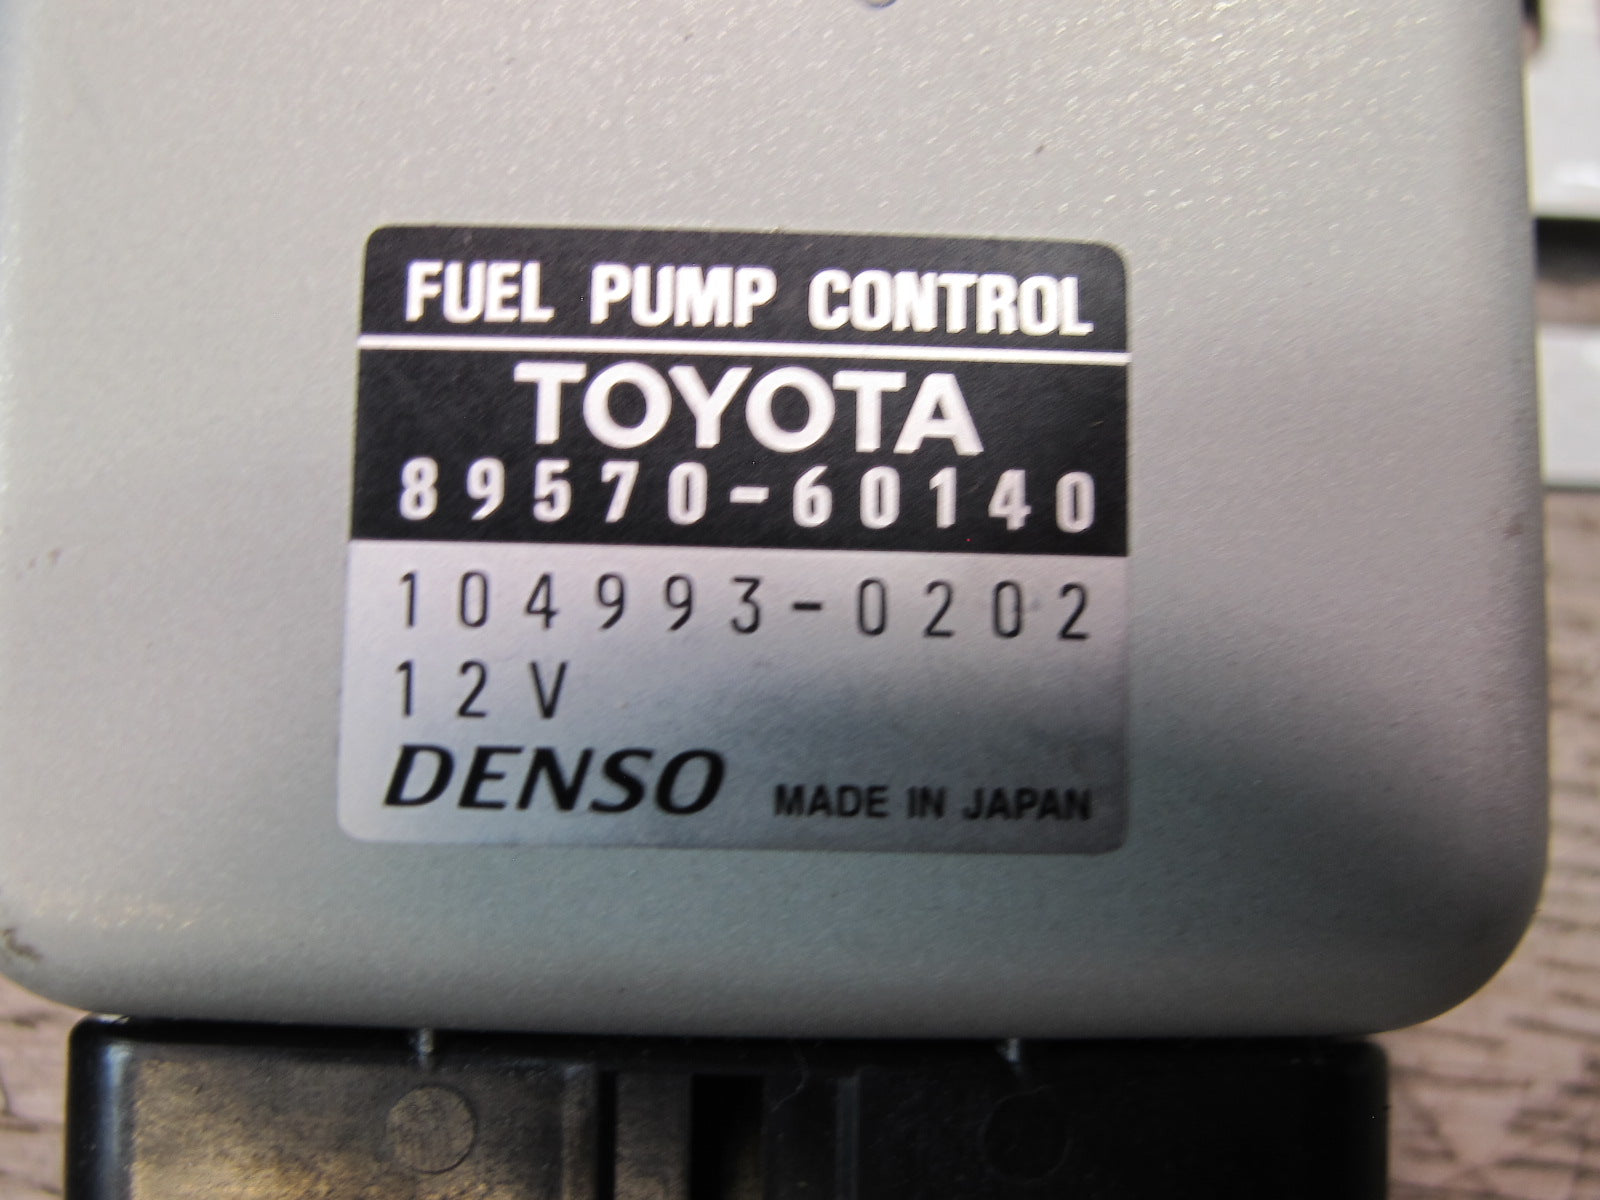 FUEL PUMP CONTROL
TOYOTA
89570-60140
104993-0202
12V
DENSO MADE IN JAPAN